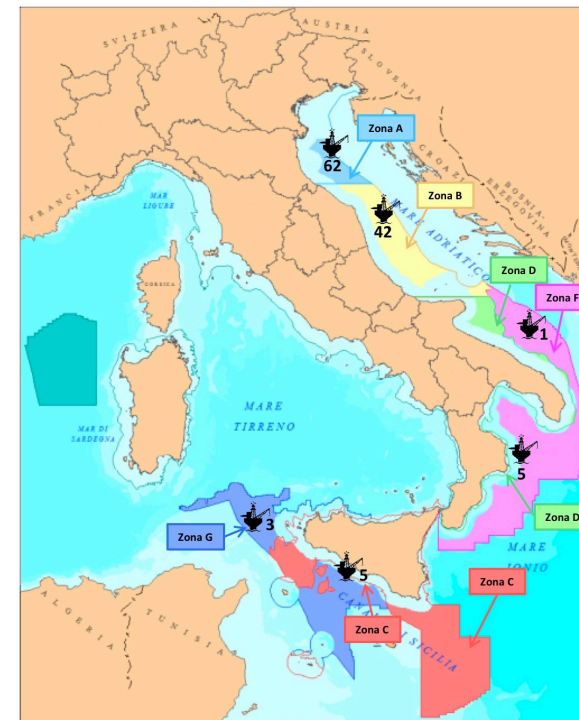 SVIZZERA
AUSTRIA
SLOVENIA
CROAZIA
BOSNIA-
ERZEGOVINA
FRANCIA
MAR
LIGURE
Zona A
62
Zona B
42
MARE ADRIATICO
Zona D
Zona F
1
CORSICA
MAR DI
SARDEGNA
MARE
TIRRENO
5
Zona D
Zona G
3
MARE
IONIO
5
Zona C
Zona C
CANALE DI SICILIA
ALGERIA
TUNISIA